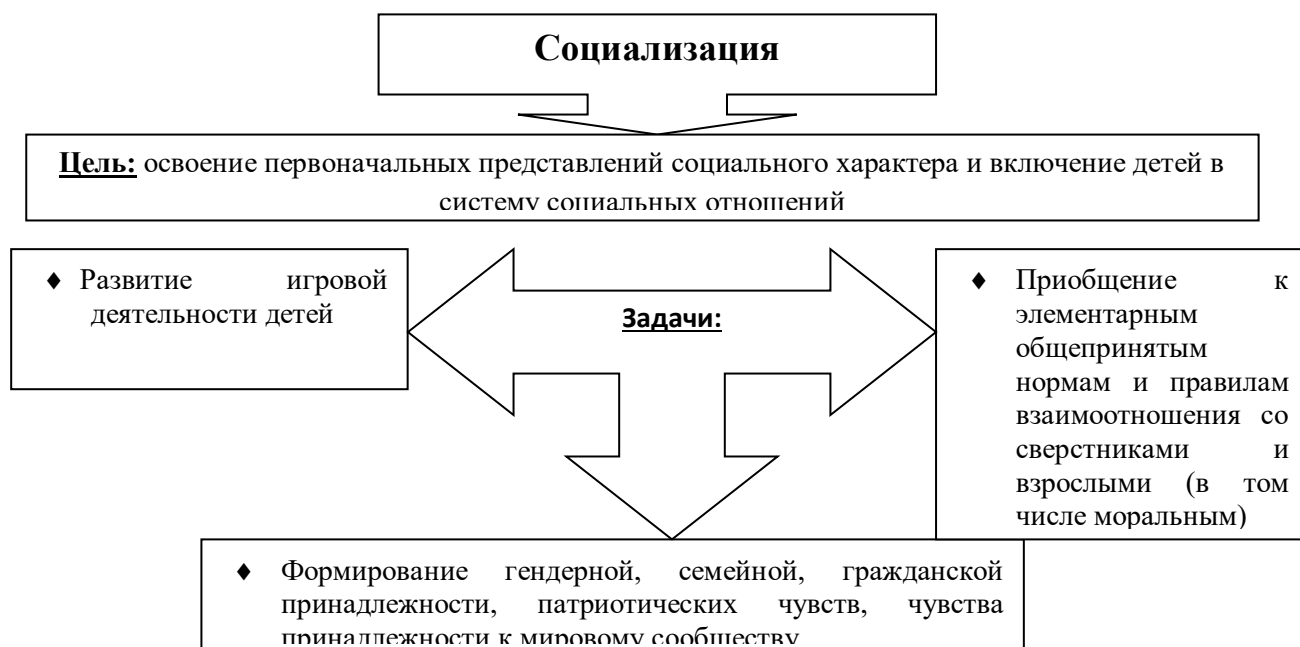 Социализация
Цель: освоение первоначальных представлений социального характера и включение детей в
систему социальных отношений
♦ Развитие игровой
деятельности детей
Задачи:
♦ Приобщение к
элементарным
общепринятым
нормам и правилам
взаимоотношения со
сверстниками и
взрослыми (в том
числе моральным)
♦ Формирование гендерной, семейной, гражданской
принадлежности, патриотических чувств, чувства
принадлежности к мировому сообществу